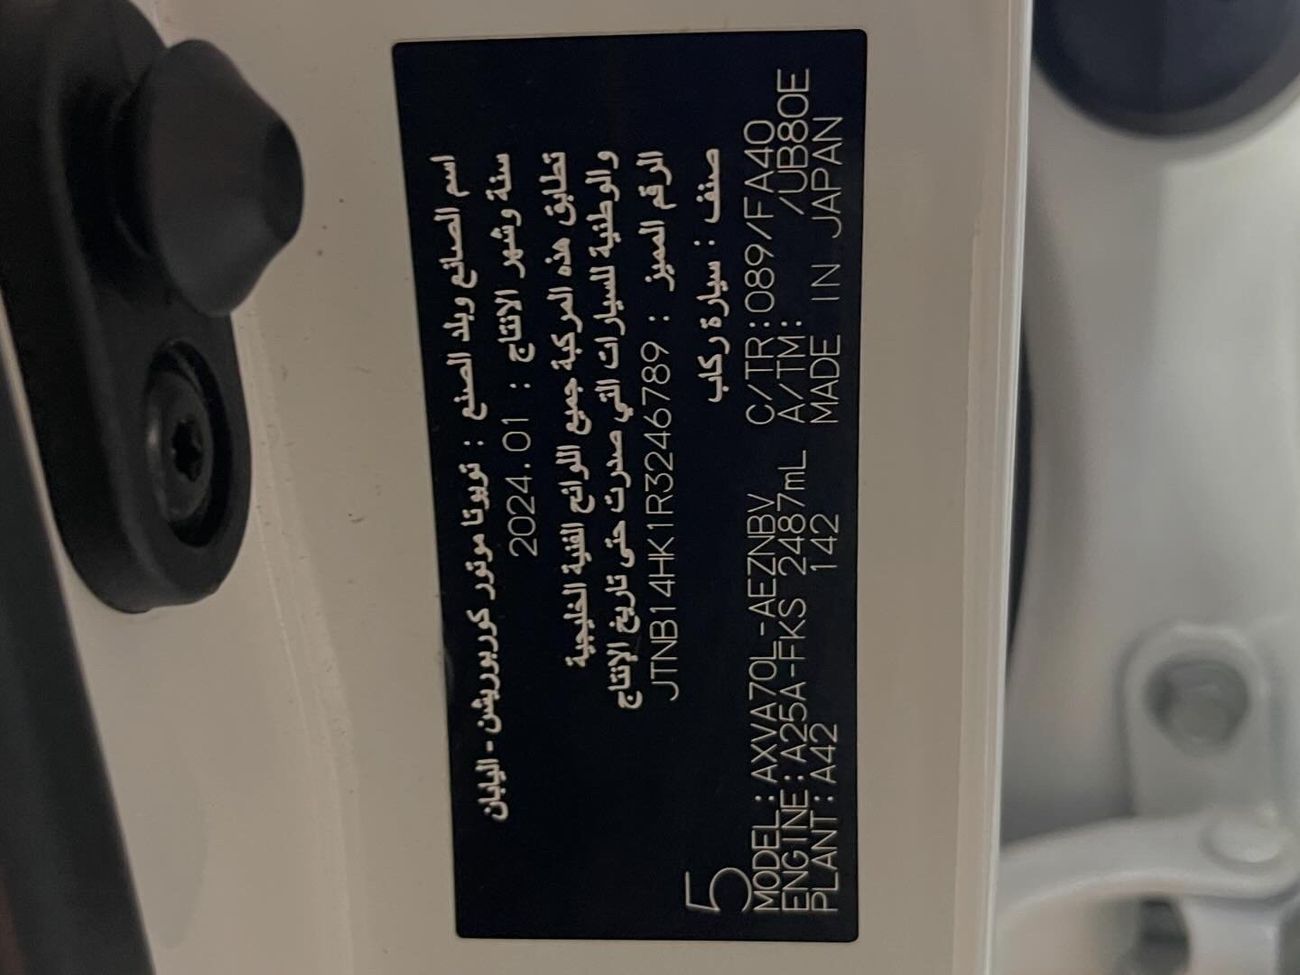 اسم الصانع وبلد الصنع : تويوتا موتور كوربوريشن - اليابان
سنة وشهر الانتاج : 2024.01
تطابق هذه المركبة جميع اللوائح الفنية الخليجية
والوطنية للسيارات التي صدرت حتى تاريخ الإنتاج
الرقم المميز : JTNB14HK1R3246789
صنف : سيارة ركاب
5
MODEL:AXVA70L-AEZNBV C/TR:089/FA40
ENGINE:A25A-FKS 2487mL A/TM: /UB80E
PLANT:A42 142 MADE IN JAPAN